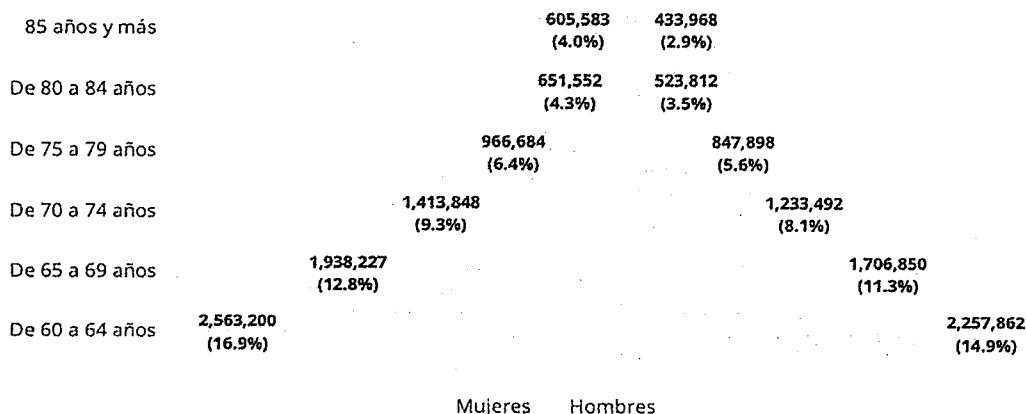 85 años y más 605,583 433,968
(4.0%) (2.9%)
De 80 a 84 años 651,552 523,812
(4.3%) (3.5%)
De 75 a 79 años 966,684 847,898
(6.4%) (5.6%)
De 70 a 74 años 1,413,848 1,233,492
(9.3%) (8.1%)
De 65 a 69 años 1,938,227 1,706,850
(12.8%) (11.3%)
De 60 a 64 años 2,563,200 2,257,862
(16.9%) (14.9%)
Mujeres Hombres